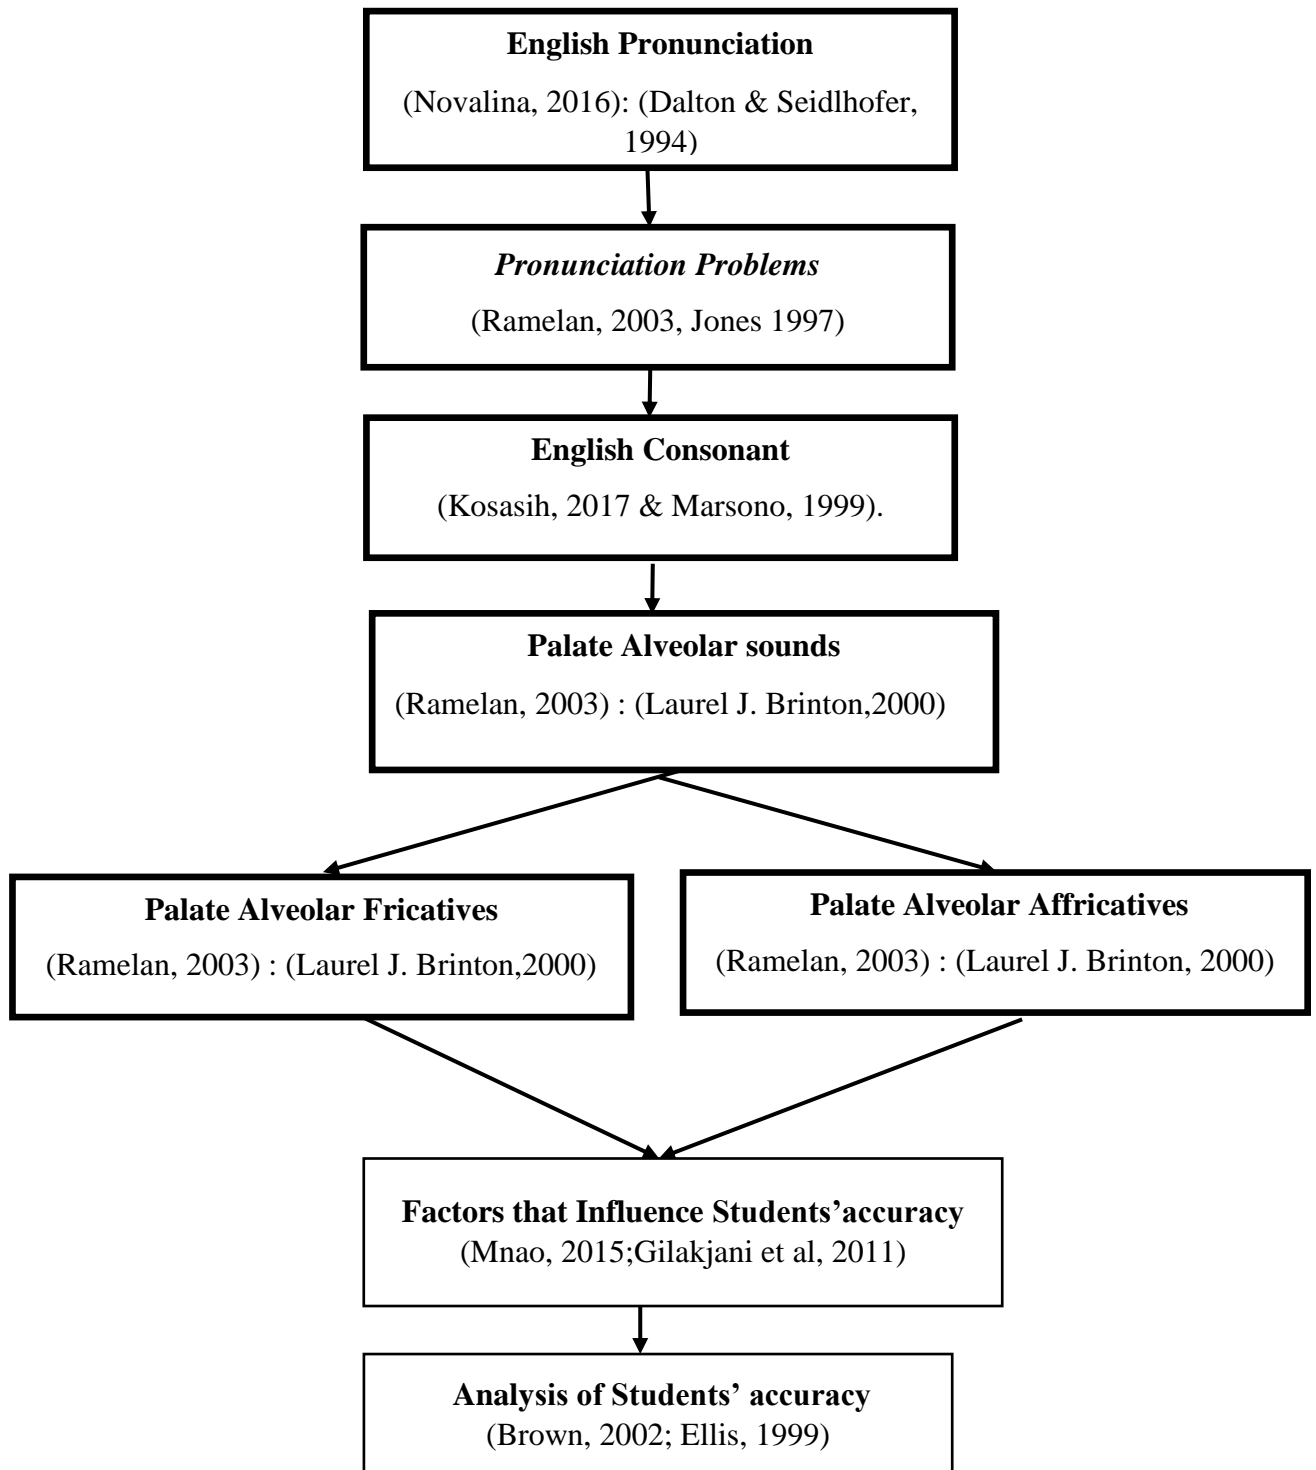 English Pronunciation
(Novalina, 2016): (Dalton & Seidlhofer,
1994)
Pronunciation Problems
(Ramelan, 2003, Jones 1997)
English Consonant
(Kosasih, 2017 & Marsono, 1999).
Palate Alveolar sounds
(Ramelan, 2003) : (Laurel J. Brinton,2000)
Palate Alveolar Fricatives
(Ramelan, 2003) : (Laurel J. Brinton,2000)
Palate Alveolar Affricatives
(Ramelan, 2003) : (Laurel J. Brinton, 2000)
Factors that Influence Students’accuracy
(Mnao, 2015;Gilakjani et al, 2011)
Analysis of Students’ accuracy
(Brown, 2002; Ellis, 1999)